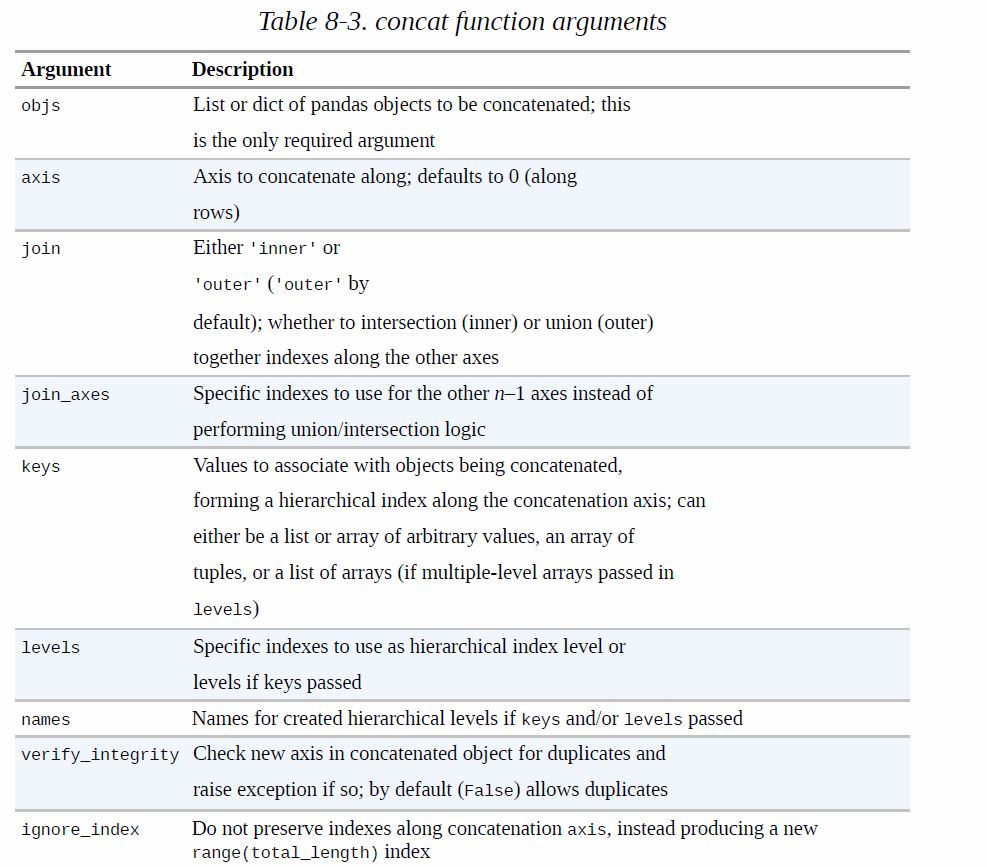 Table 8-3. concat function arguments
Argument Description
objs List or dict of pandas objects to be concatenated; this
is the only required argument
axis Axis to concatenate along; defaults to 0 (along
rows)
join Either 'inner' or
'outer' ('outer' by
default); whether to intersection (inner) or union (outer)
together indexes along the other axes
join_axes Specific indexes to use for the other n–1 axes instead of
performing union/intersection logic
keys Values to associate with objects being concatenated,
forming a hierarchical index along the concatenation axis; can
either be a list or array of arbitrary values, an array of
tuples, or a list of arrays (if multiple-level arrays passed in
levels)
levels Specific indexes to use as hierarchical index level or
levels if keys passed
names Names for created hierarchical levels if keys and/or levels passed
verify_integrity Check new axis in concatenated object for duplicates and
raise exception if so; by default (False) allows duplicates
ignore_index Do not preserve indexes along concatenation axis, instead producing a new
range(total_length) index